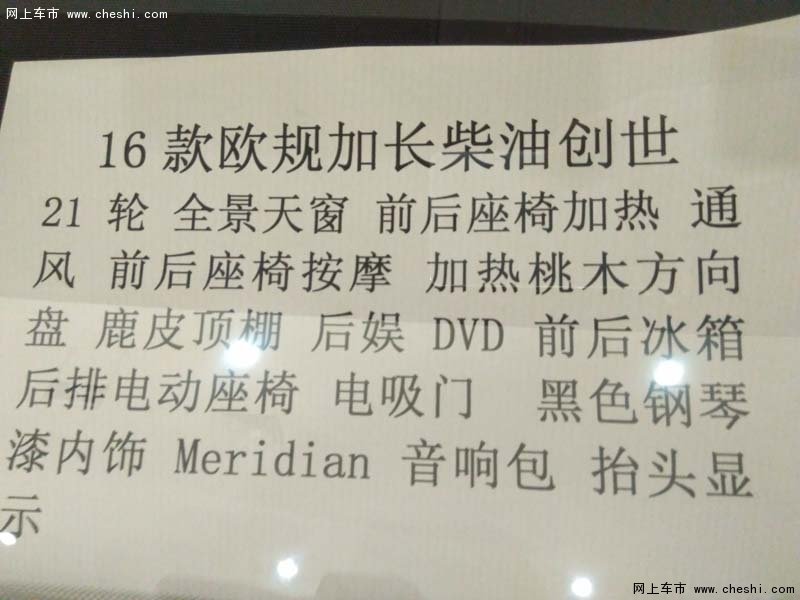 网上车市 www.cheshi.com
16款欧规加长柴油创世
21 轮 全景天窗 前后座椅加热 通
风 前后座椅按摩 加热桃木方向
盘 鹿皮顶棚 后娱 DVD 前后冰箱
后排电动座椅 电吸门 黑色钢琴
漆内饰 Meridian 音响包 抬头显
示
网上车市 www.cheshi.com